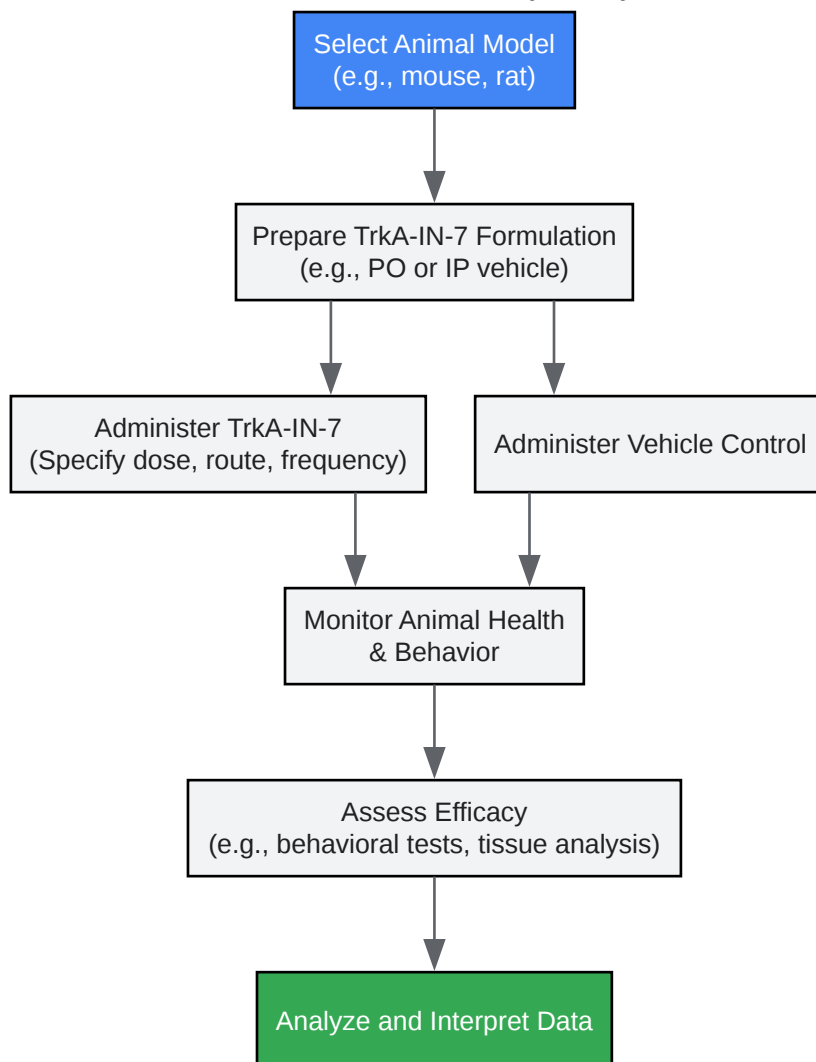 Select Animal Model
(e.g., mouse, rat)
Prepare TrkA-IN-7 Formulation
(e.g., PO or IP vehicle)
Administer TrkA-IN-7
(Specify dose, route, frequency)
Administer Vehicle Control
Monitor Animal Health
& Behavior
Assess Efficacy
(e.g., behavioral tests, tissue analysis)
Analyze and Interpret Data